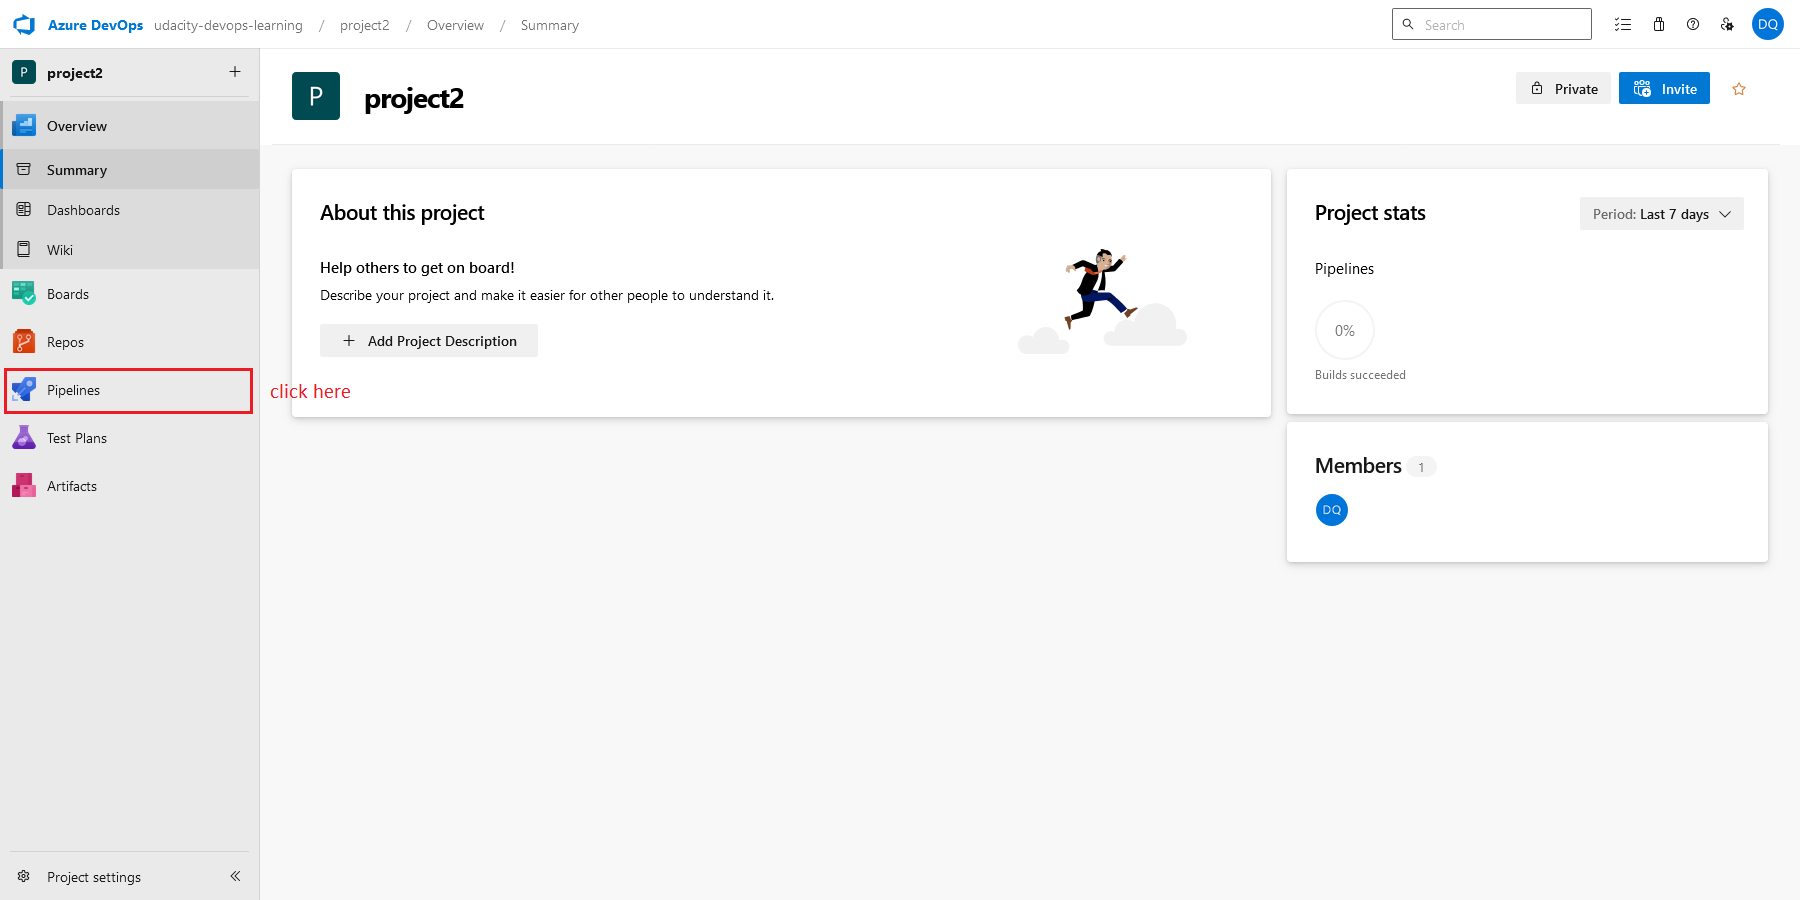 Azure DevOps udacity-devops-learning / project2 / Overview / Summary
Search
DQ
P project2
Overview
Summary
Dashboards
Wiki
Boards
Repos
Pipelines
Test Plans
Artifacts
Project settings
click here
P project2
Private
Invite
About this project
Help others to get on board!
Describe your project and make it easier for other people to understand it.
Add Project Description
Project stats
Period: Last 7 days
Pipelines
0%
Builds succeeded
Members 1
DQ